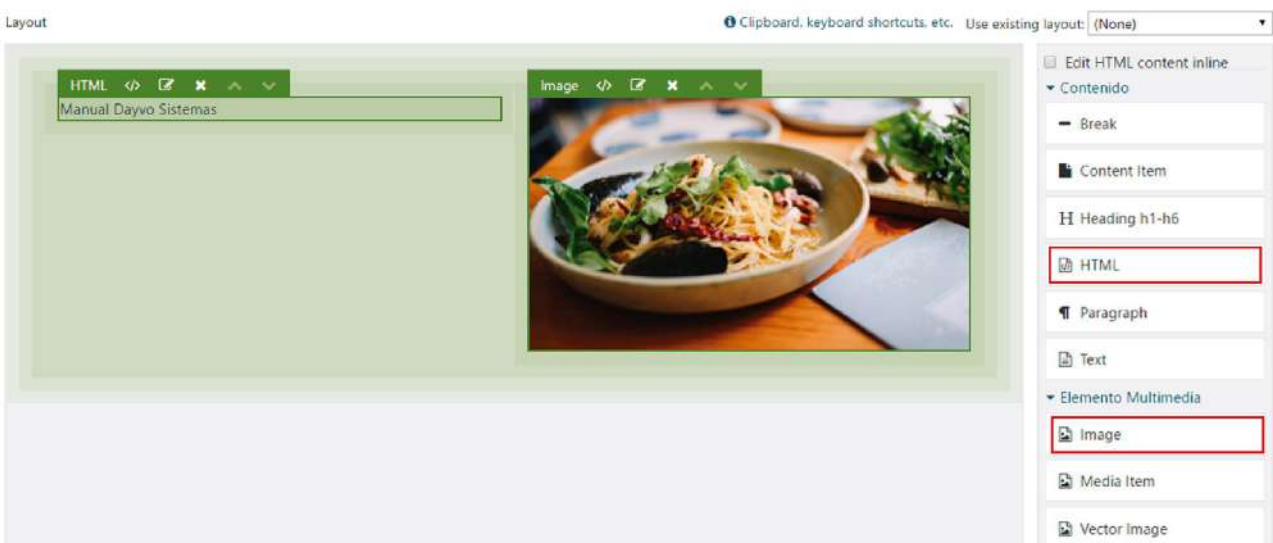 Layout
Clipboard, keyboard shortcuts, etc. Use existing layout: (None)
HTML
Manual Dayvo Sistemas
Image
Edit HTML content inline
Contenido
Break
Content Item
H Heading h1-h6
HTML
¶ Paragraph
Text
Elemento Multimedia
Image
Media Item
Vector Image